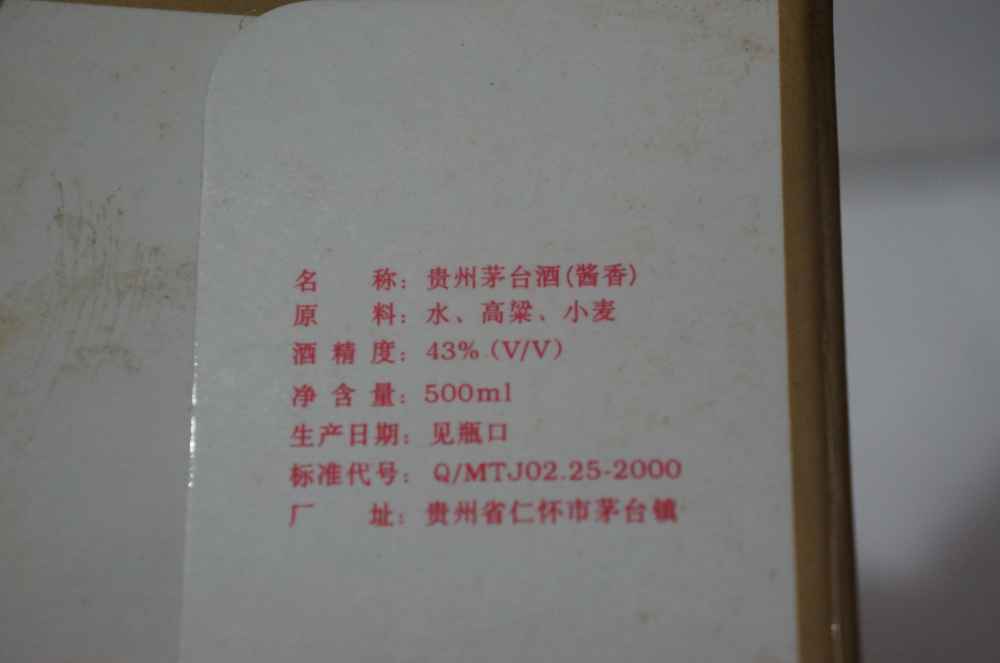 名 称：贵州茅台酒(酱香)
原 料：水、高粱、小麦
酒 精 度：43%（V/V）
净 含 量：500ml
生产日期：见瓶口
标准代号：Q/MTJ02.25-2000
厂 址：贵州省仁怀市茅台镇